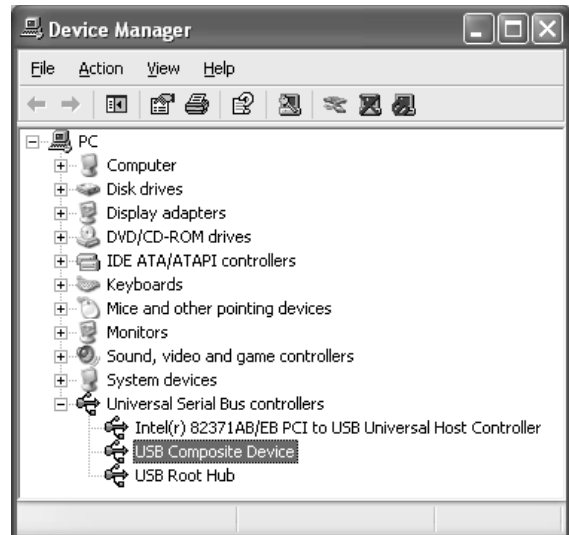 Device Manager
File Action View Help
PC
Computer
Disk drives
Display adapters
DVD/CD-ROM drives
IDE ATA/ATAPI controllers
Keyboards
Mice and other pointing devices
Monitors
Sound, video and game controllers
System devices
Universal Serial Bus controllers
Intel(r) 82371AB/EB PCI to USB Universal Host Controller
USB Composite Device
USB Root Hub